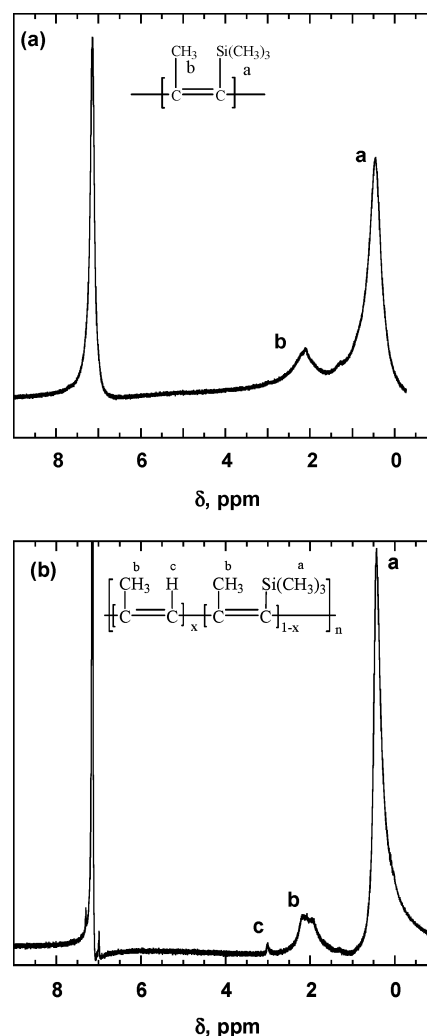 (a)
CH3 Si(CH3)3
b a
C C
a
b
8 6 4 2 0
δ, ppm
(b)
b c b a
CH3 H CH3 Si(CH3)3
C C x C C 1-x n
a
b
c
8 6 4 2 0
δ, ppm